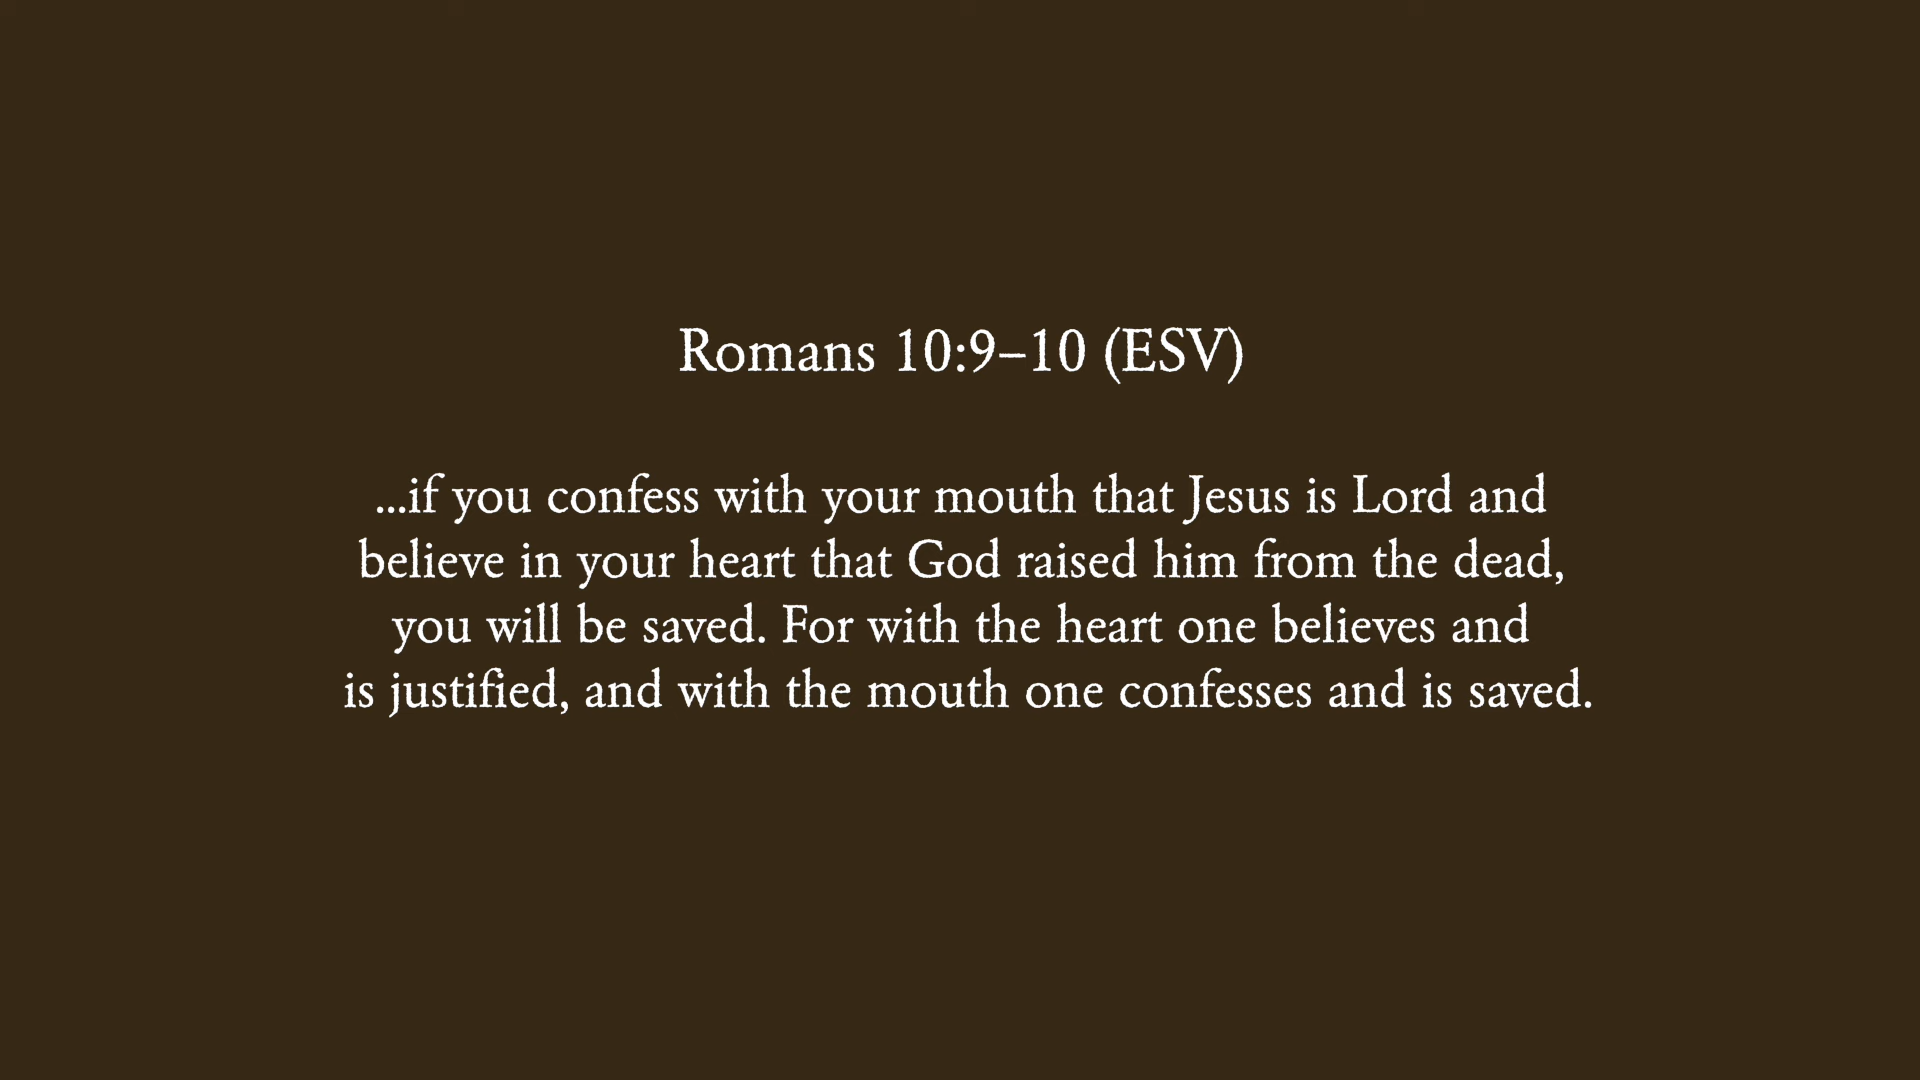 Romans 10:9–10 (ESV)
...if you confess with your mouth that Jesus is Lord and
believe in your heart that God raised him from the dead,
you will be saved. For with the heart one believes and
is justified, and with the mouth one confesses and is saved.